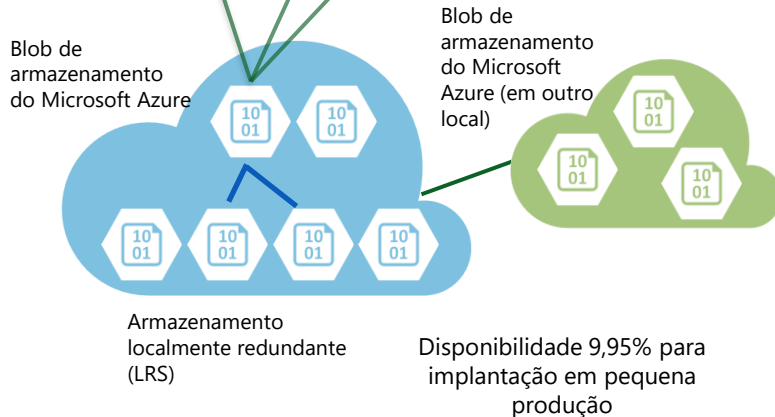 Blob de
armazenamento
do Microsoft Azure
Blob de
armazenamento
do Microsoft
Azure (em outro
local)
10
01
10
01
10
01
10
01
10
01
10
01
10
01
10
01
10
01
Armazenamento
localmente redundante
(LRS)
Disponibilidade 9,95% para
implantação em pequena
produção